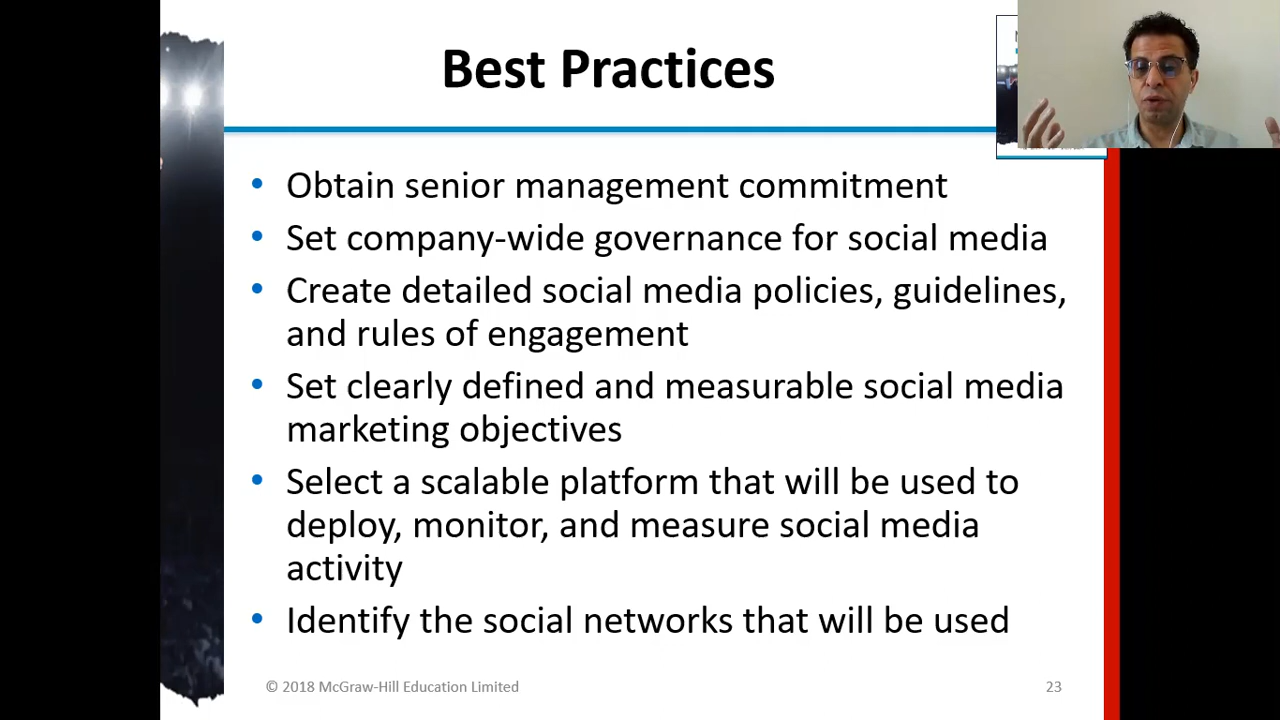 Best Practices
• Obtain senior management commitment
• Set company-wide governance for social media
• Create detailed social media policies, guidelines,
and rules of engagement
• Set clearly defined and measurable social media
marketing objectives
• Select a scalable platform that will be used to
deploy, monitor, and measure social media
activity
• Identify the social networks that will be used
© 2018 McGraw-Hill Education Limited
23